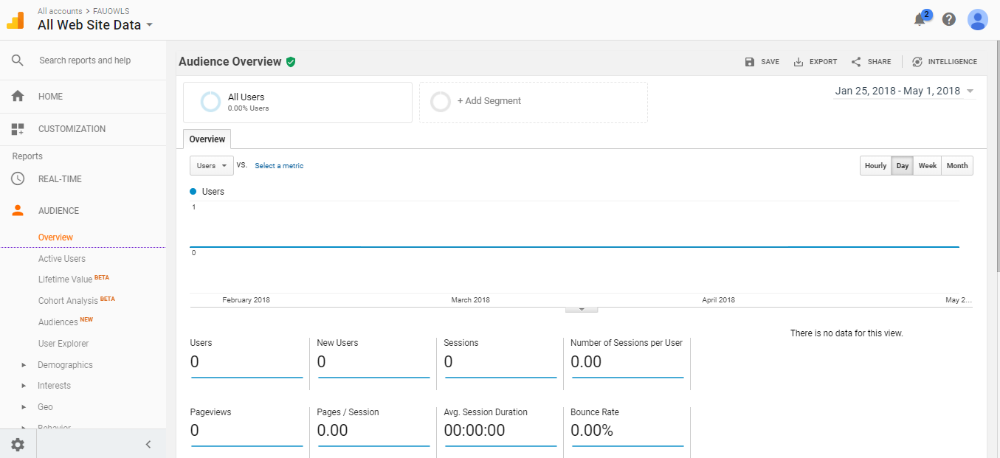 All accounts > FAUOWLS
All Web Site Data
2
Search reports and help
HOME
CUSTOMIZATION
Reports
REAL-TIME
AUDIENCE
Overview
Active Users
Lifetime Value BETA
Cohort Analysis BETA
Audiences NEW
User Explorer
Demographics
Interests
Geo
Behavior
Audience Overview
SAVE
EXPORT
SHARE
INTELLIGENCE
All Users
0.00% Users
+ Add Segment
Jan 25, 2018 - May 1, 2018
Overview
Users
VS.
Select a metric
Hourly Day Week Month
Users
1
0
February 2018 March 2018 April 2018 May 2...
Users New Users Sessions Number of Sessions per User
0 0 0 0.00
Pageviews Pages / Session Avg. Session Duration Bounce Rate
0 0.00 00:00:00 0.00%
There is no data for this view.